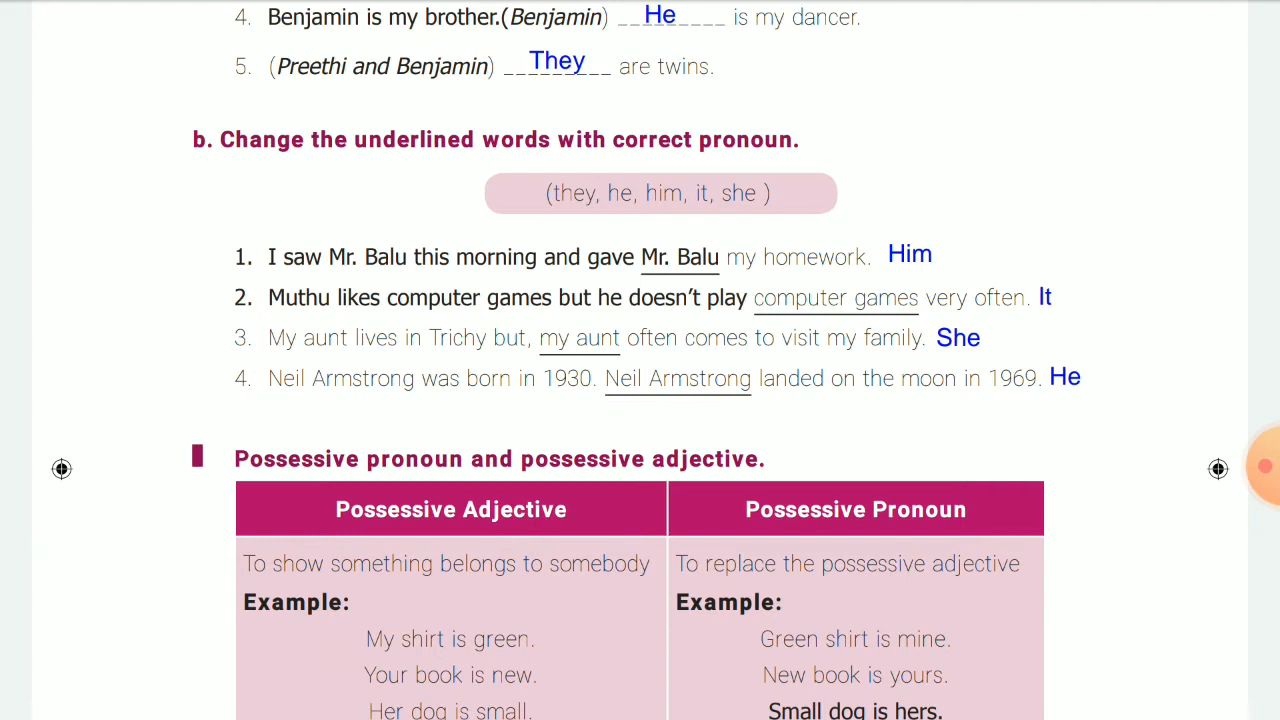 4. Benjamin is my brother.(Benjamin) _ _He_ _ _ _ is my dancer.
5. (Preethi and Benjamin) _ _They_ _ _ are twins.
b. Change the underlined words with correct pronoun.
(they, he, him, it, she )
1. I saw Mr. Balu this morning and gave Mr. Balu my homework. Him
2. Muthu likes computer games but he doesn't play computer games very often. It
3. My aunt lives in Trichy but, my aunt often comes to visit my family. She
4. Neil Armstrong was born in 1930. Neil Armstrong landed on the moon in 1969. He
Possessive pronoun and possessive adjective.
Possessive Adjective Possessive Pronoun
To show something belongs to somebody To replace the possessive adjective
Example: Example:
My shirt is green. Green shirt is mine.
Your book is new. New book is yours.
Her dog is small. Small dog is hers.